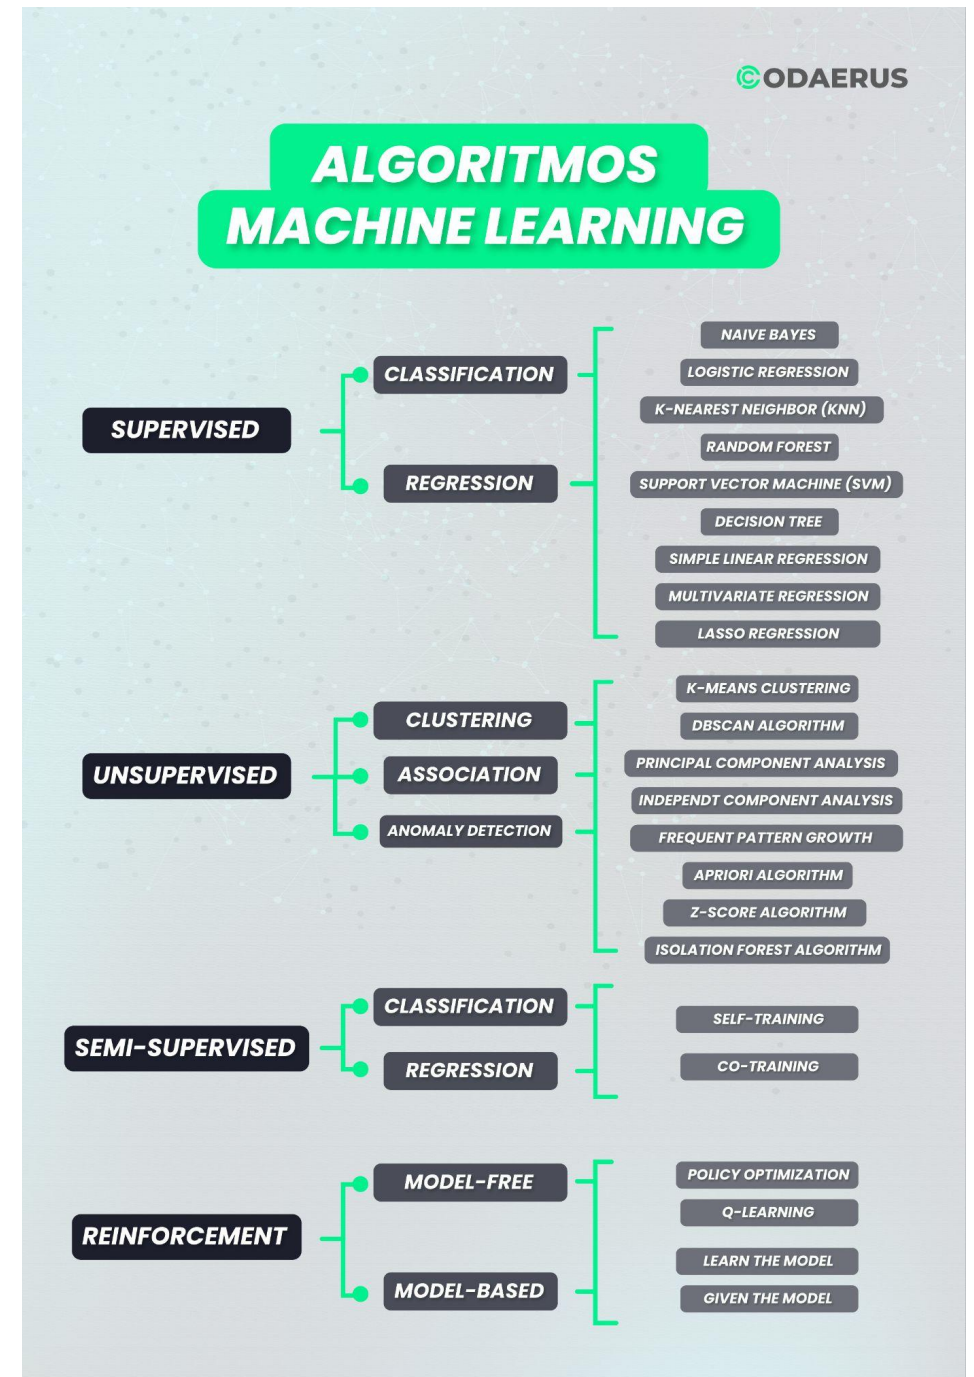 CODAERUS
ALGORITMOS
MACHINE LEARNING
SUPERVISED
CLASSIFICATION
REGRESSION
NAIVE BAYES
LOGISTIC REGRESSION
K-NEAREST NEIGHBOR (KNN)
RANDOM FOREST
SUPPORT VECTOR MACHINE (SVM)
DECISION TREE
SIMPLE LINEAR REGRESSION
MULTIVARIATE REGRESSION
LASSO REGRESSION
UNSUPERVISED
CLUSTERING
ASSOCIATION
ANOMALY DETECTION
K-MEANS CLUSTERING
DBSCAN ALGORITHM
PRINCIPAL COMPONENT ANALYSIS
INDEPENDT COMPONENT ANALYSIS
FREQUENT PATTERN GROWTH
APRIORI ALGORITHM
Z-SCORE ALGORITHM
ISOLATION FOREST ALGORITHM
SEMI-SUPERVISED
CLASSIFICATION
REGRESSION
SELF-TRAINING
CO-TRAINING
REINFORCEMENT
MODEL-FREE
MODEL-BASED
POLICY OPTIMIZATION
Q-LEARNING
LEARN THE MODEL
GIVEN THE MODEL